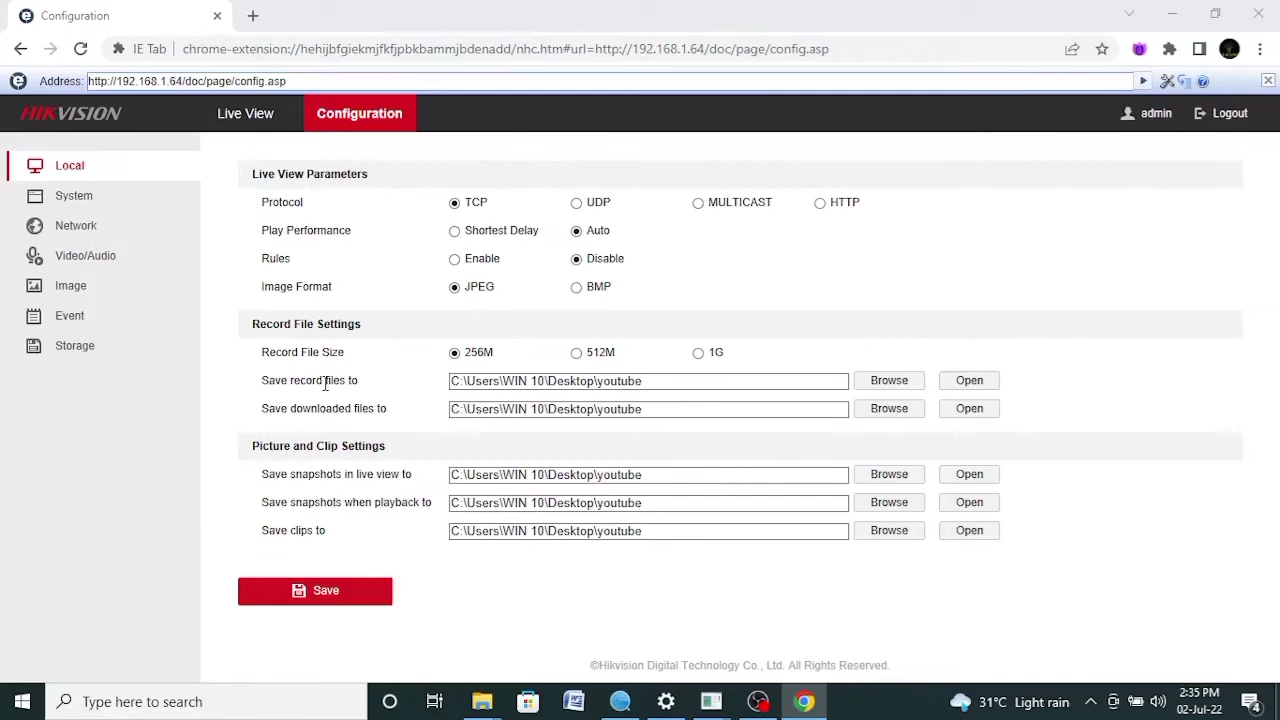 Configuration
IE Tab chrome-extension://hehijbfgiekmjfkfjpbkbammjbdenadd/nhc.htm#url=http://192.168.1.64/doc/page/config.asp
Address: http://192.168.1.64/doc/page/config.asp
HIKVISION Live View Configuration admin Logout
Local
System
Network
Video/Audio
Image
Event
Storage
Live View Parameters
Protocol TCP UDP MULTICAST HTTP
Play Performance Shortest Delay Auto
Rules Enable Disable
Image Format JPEG BMP
Record File Settings
Record File Size 256M 512M 1G
Save record files to C:\Users\WIN 10\Desktop\youtube Browse Open
Save downloaded files to C:\Users\WIN 10\Desktop\youtube Browse Open
Picture and Clip Settings
Save snapshots in live view to C:\Users\WIN 10\Desktop\youtube Browse Open
Save snapshots when playback to C:\Users\WIN 10\Desktop\youtube Browse Open
Save clips to C:\Users\WIN 10\Desktop\youtube Browse Open
Save
©Hikvision Digital Technology Co., Ltd. All Rights Reserved.
Type here to search 31°C Light rain 2:35 PM
02-Jul-22 4